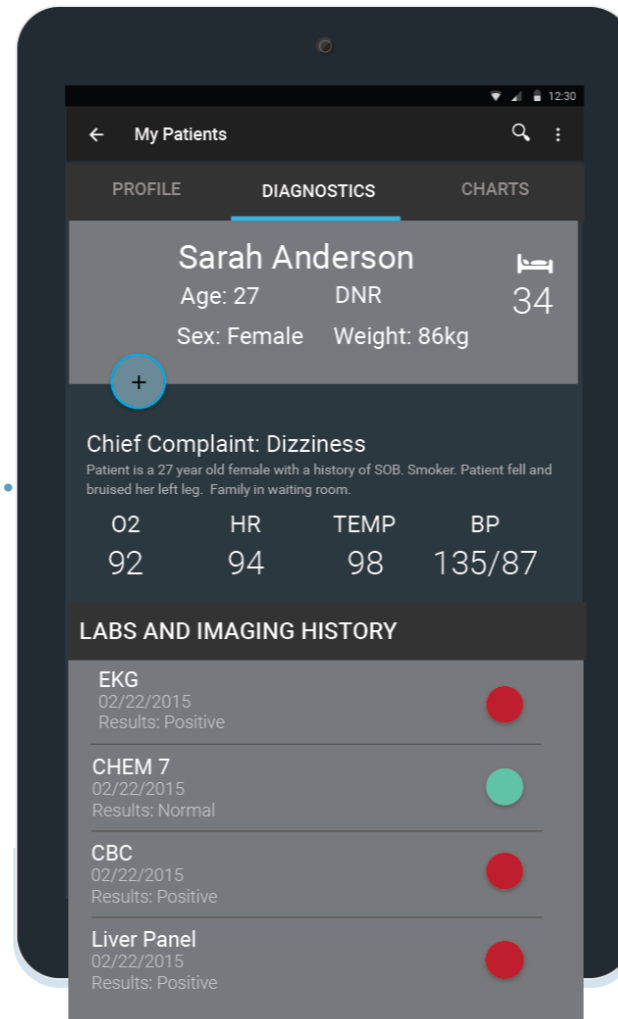 12:30
My Patients
PROFILE DIAGNOSTICS CHARTS
Sarah Anderson
Age: 27 DNR 34
Sex: Female Weight: 86kg
+
Chief Complaint: Dizziness
Patient is a 27 year old female with a history of SOB. Smoker. Patient fell and
bruised her left leg. Family in waiting room.
O2 HR TEMP BP
92 94 98 135/87
LABS AND IMAGING HISTORY
EKG
02/22/2015
Results: Positive
CHEM 7
02/22/2015
Results: Normal
CBC
02/22/2015
Results: Positive
Liver Panel
02/22/2015
Results: Positive